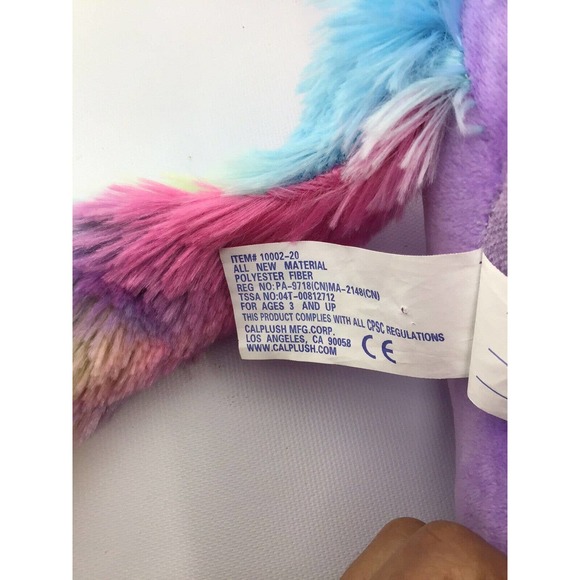 ITEM# 10002-20
ALL NEW MATERIAL
POLYESTER FIBER
REG NO:PA-9718(CN)MA-2148(CN)
TSSA NO:04T-00812712
FOR AGES 3 AND UP
THIS PRODUCT COMPLIES WITH ALL CPSC REGULATIONS
CALPLUSH MFG.CORP.
LOS ANGELES, CA 90058
WWW.CALPLUSH.COM
CE